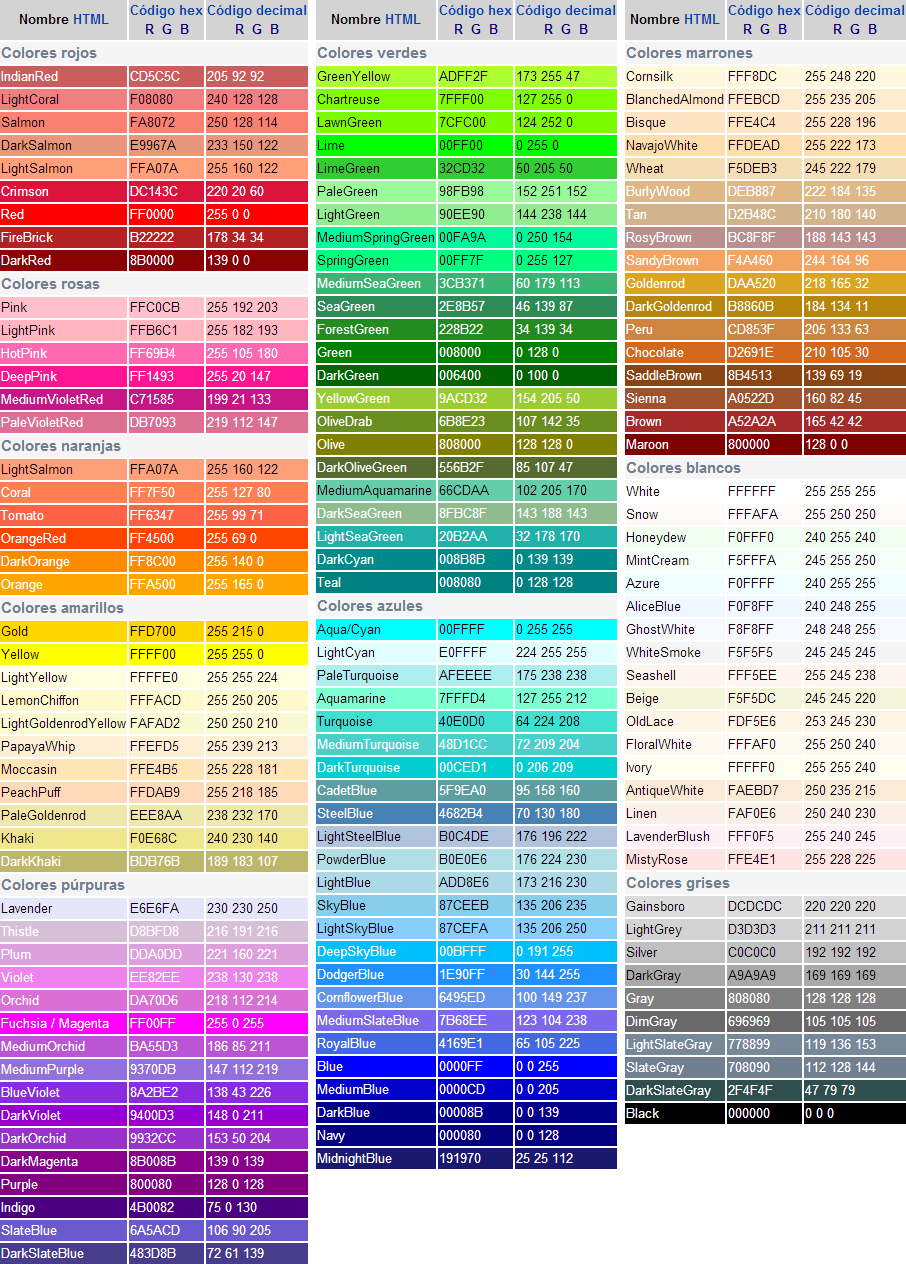 Nombre HTML Código hex R G B Código decimal R G B
Colores rojos
IndianRed CD5C5C 205 92 92
LightCoral F08080 240 128 128
Salmon FA8072 250 128 114
DarkSalmon E9967A 233 150 122
LightSalmon FFA07A 255 160 122
Crimson DC143C 220 20 60
Red FF0000 255 0 0
FireBrick B22222 178 34 34
DarkRed 8B0000 139 0 0
Colores rosas
Pink FFC0CB 255 192 203
LightPink FFB6C1 255 182 193
HotPink FF69B4 255 105 180
DeepPink FF1493 255 20 147
MediumVioletRed C71585 199 21 133
PaleVioletRed DB7093 219 112 147
Colores naranjas
LightSalmon FFA07A 255 160 122
Coral FF7F50 255 127 80
Tomato FF6347 255 99 71
OrangeRed FF4500 255 69 0
DarkOrange FF8C00 255 140 0
Orange FFA500 255 165 0
Colores amarillos
Gold FFD700 255 215 0
Yellow FFFF00 255 255 0
LightYellow FFFFE0 255 255 224
LemonChiffon FFFACD 255 250 205
LightGoldenrodYellow FAFAD2 250 250 210
PapayaWhip FFEFD5 255 239 213
Moccasin FFE4B5 255 228 181
PeachPuff FFDAB9 255 218 185
PaleGoldenrod EEE8AA 238 232 170
Khaki F0E68C 240 230 140
DarkKhaki BDB76B 189 183 107
Colores púrpuras
Lavender E6E6FA 230 230 250
Thistle D8BFD8 216 191 216
Plum DDA0DD 221 160 221
Violet EE82EE 238 130 238
Orchid DA70D6 218 112 214
Fuchsia / Magenta FF00FF 255 0 255
MediumOrchid BA55D3 186 85 211
MediumPurple 9370DB 147 112 219
BlueViolet 8A2BE2 138 43 226
DarkViolet 9400D3 148 0 211
DarkOrchid 9932CC 153 50 204
DarkMagenta 8B008B 139 0 139
Purple 800080 128 0 128
Indigo 4B0082 75 0 130
SlateBlue 6A5ACD 106 90 205
DarkSlateBlue 483D8B 72 61 139
Nombre HTML Código hex R G B Código decimal R G B
Colores verdes
GreenYellow ADFF2F 173 255 47
Chartreuse 7FFF00 127 255 0
LawnGreen 7CFC00 124 252 0
Lime 00FF00 0 255 0
LimeGreen 32CD32 50 205 50
PaleGreen 98FB98 152 251 152
LightGreen 90EE90 144 238 144
MediumSpringGreen 00FA9A 0 250 154
SpringGreen 00FF7F 0 255 127
MediumSeaGreen 3CB371 60 179 113
SeaGreen 2E8B57 46 139 87
ForestGreen 228B22 34 139 34
Green 008000 0 128 0
DarkGreen 006400 0 100 0
YellowGreen 9ACD32 154 205 50
OliveDrab 6B8E23 107 142 35
Olive 808000 128 128 0
DarkOliveGreen 556B2F 85 107 47
MediumAquamarine 66CDAA 102 205 170
DarkSeaGreen 8FBC8F 143 188 143
LightSeaGreen 20B2AA 32 178 170
DarkCyan 008B8B 0 139 139
Teal 008080 0 128 128
Colores azules
Aqua/Cyan 00FFFF 0 255 255
LightCyan E0FFFF 224 255 255
PaleTurquoise AFEEEE 175 238 238
Aquamarine 7FFFD4 127 255 212
Turquoise 40E0D0 64 224 208
MediumTurquoise 48D1CC 72 209 204
DarkTurquoise 00CED1 0 206 209
CadetBlue 5F9EA0 95 158 160
SteelBlue 4682B4 70 130 180
LightSteelBlue B0C4DE 176 196 222
PowderBlue B0E0E6 176 224 230
LightBlue ADD8E6 173 216 230
SkyBlue 87CEEB 135 206 235
LightSkyBlue 87CEFA 135 206 250
DeepSkyBlue 00BFFF 0 191 255
DodgerBlue 1E90FF 30 144 255
CornflowerBlue 6495ED 100 149 237
MediumSlateBlue 7B68EE 123 104 238
RoyalBlue 4169E1 65 105 225
Blue 0000FF 0 0 255
MediumBlue 0000CD 0 0 205
DarkBlue 00008B 0 0 139
Navy 000080 0 0 128
MidnightBlue 191970 25 25 112
Nombre HTML Código hex R G B Código decimal R G B
Colores marrones
Cornsilk FFF8DC 255 248 220
BlanchedAlmond FFEBCD 255 235 205
Bisque FFE4C4 255 228 196
NavajoWhite FFDEAD 255 222 173
Wheat F5DEB3 245 222 179
BurlyWood DEB887 222 184 135
Tan D2B48C 210 180 140
RosyBrown BC8F8F 188 143 143
SandyBrown F4A460 244 164 96
Goldenrod DAA520 218 165 32
DarkGoldenrod B8860B 184 134 11
Peru CD853F 205 133 63
Chocolate D2691E 210 105 30
SaddleBrown 8B4513 139 69 19
Sienna A0522D 160 82 45
Brown A52A2A 165 42 42
Maroon 800000 128 0 0
Colores blancos
White FFFFFF 255 255 255
Snow FFFAFA 255 250 250
Honeydew F0FFF0 240 255 240
MintCream F5FFFA 245 255 250
Azure F0FFFF 240 255 255
AliceBlue F0F8FF 240 248 255
GhostWhite F8F8FF 248 248 255
WhiteSmoke F5F5F5 245 245 245
Seashell FFF5EE 255 245 238
Beige F5F5DC 245 245 220
OldLace FDF5E6 253 245 230
FloralWhite FFFAF0 255 250 240
Ivory FFFFF0 255 255 240
AntiqueWhite FAEBD7 250 235 215
Linen FAF0E6 250 240 230
LavenderBlush FFF0F5 255 240 245
MistyRose FFE4E1 255 228 225
Colores grises
Gainsboro DCDCDC 220 220 220
LightGrey D3D3D3 211 211 211
Silver C0C0C0 192 192 192
DarkGray A9A9A9 169 169 169
Gray 808080 128 128 128
DimGray 696969 105 105 105
LightSlateGray 778899 119 136 153
SlateGray 708090 112 128 144
DarkSlateGray 2F4F4F 47 79 79
Black 000000 0 0 0